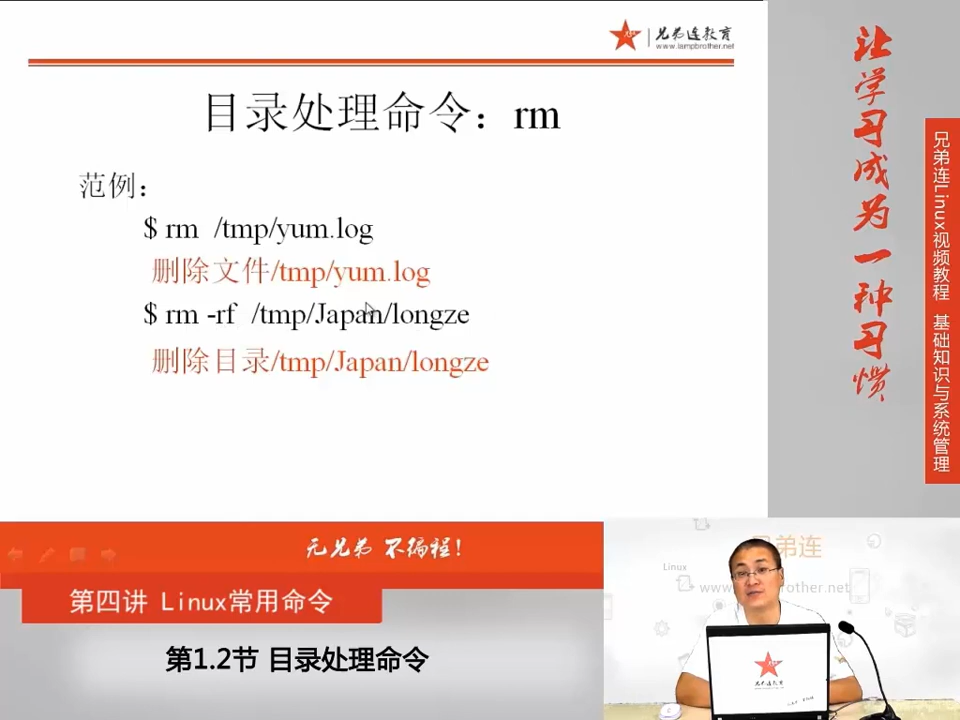 兄弟连教育
www.lampbrother.net
目录处理命令：rm
范例：
$ rm /tmp/yum.log
删除文件/tmp/yum.log
$ rm -rf /tmp/Japan/longze
删除目录/tmp/Japan/longze
让学习成为一种习惯
兄弟连Linux视频教程 基础知识与系统管理
无兄弟 不编程！
第四讲 Linux常用命令
第1.2节 目录处理命令
兄弟连
Linux
兄弟连教育